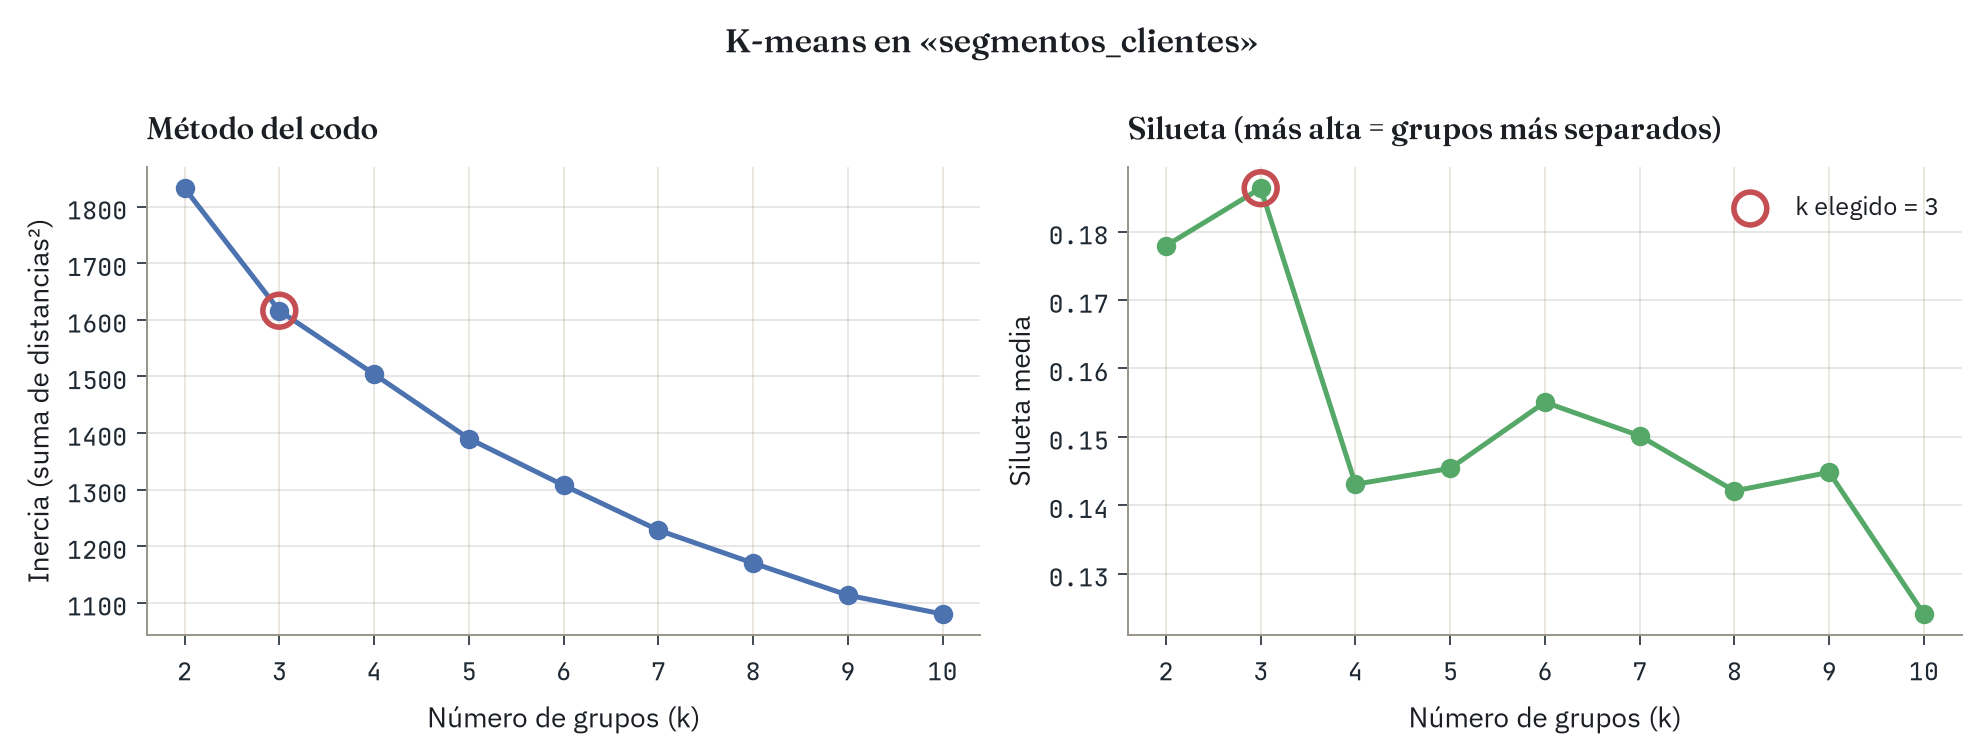 K-means en «segmentos_clientes»
Método del codo
Inercia (suma de distancias²)
1800
1700
1600
1500
1400
1300
1200
1100
2 3 4 5 6 7 8 9 10
Número de grupos (k)
Silueta (más alta = grupos más separados)
k elegido = 3
Silueta media
0.18
0.17
0.16
0.15
0.14
0.13
2 3 4 5 6 7 8 9 10
Número de grupos (k)